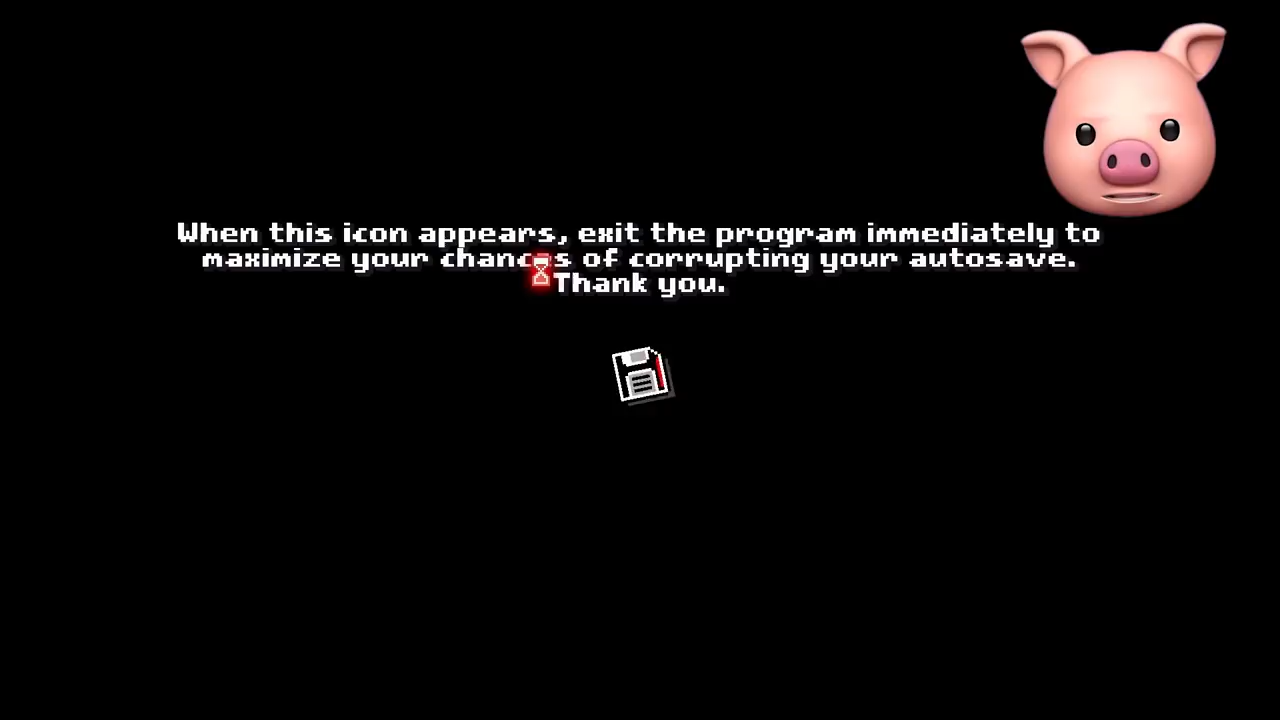 When this icon appears, exit the program immediately to
maximize your chances of corrupting your autosave.
Thank you.